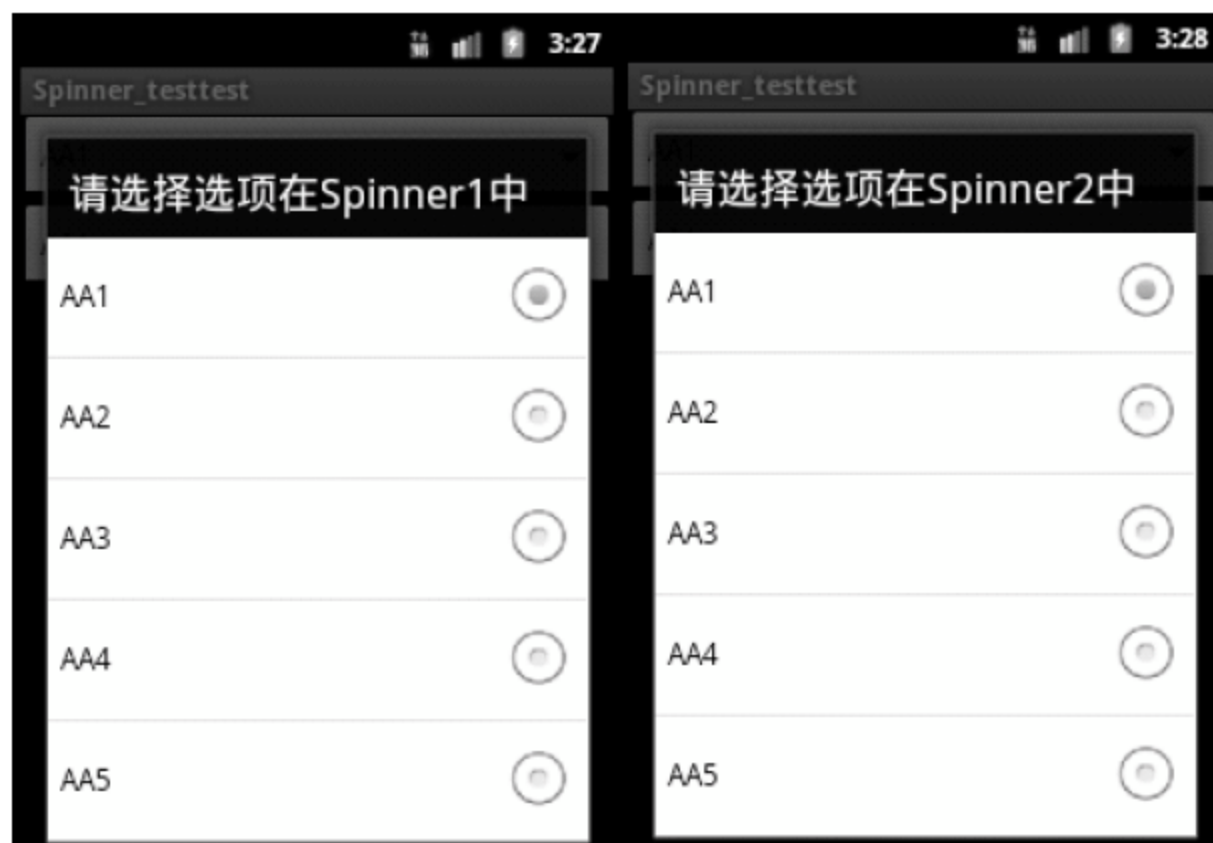 3:27
Spinner_testtest
AA1
请选择选项在Spinner1中
AA1
AA2
AA3
AA4
AA5
3:28
Spinner_testtest
AA1
请选择选项在Spinner2中
AA1
AA2
AA3
AA4
AA5